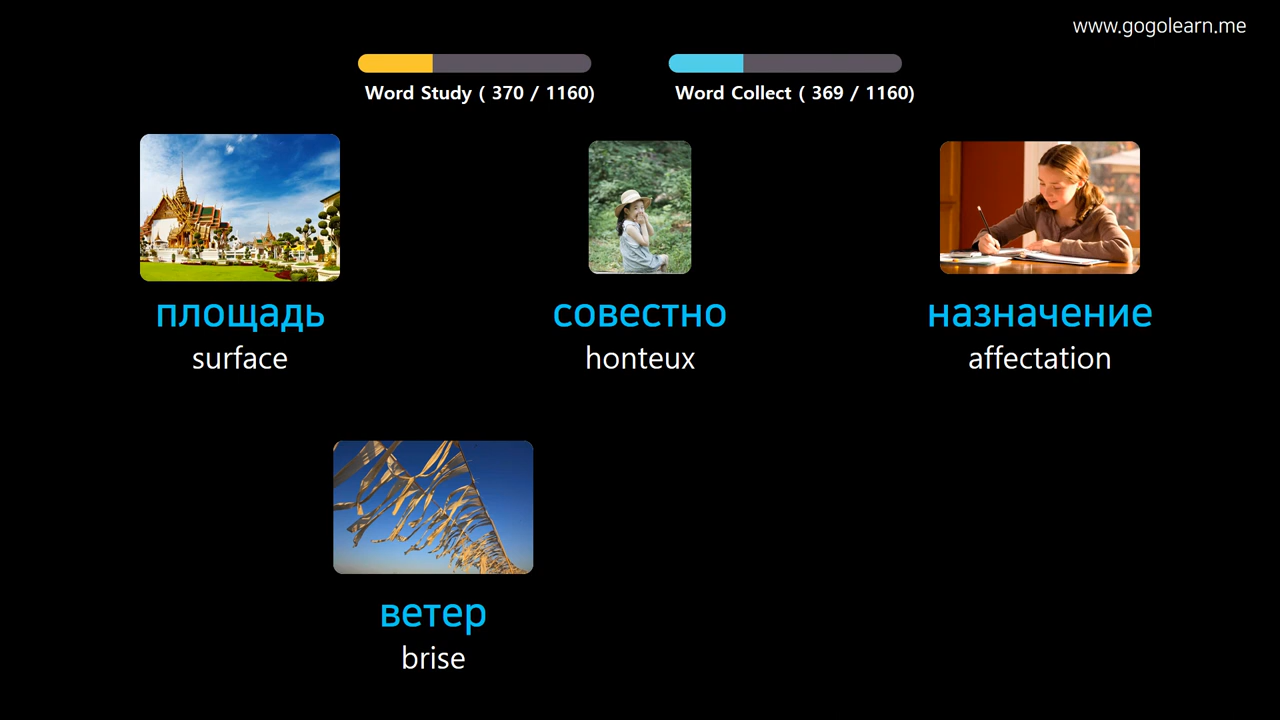 www.gogolearn.me
Word Study ( 370 / 1160)
Word Collect ( 369 / 1160)
площадь
surface
совестно
honteux
назначение
affectation
ветер
brise